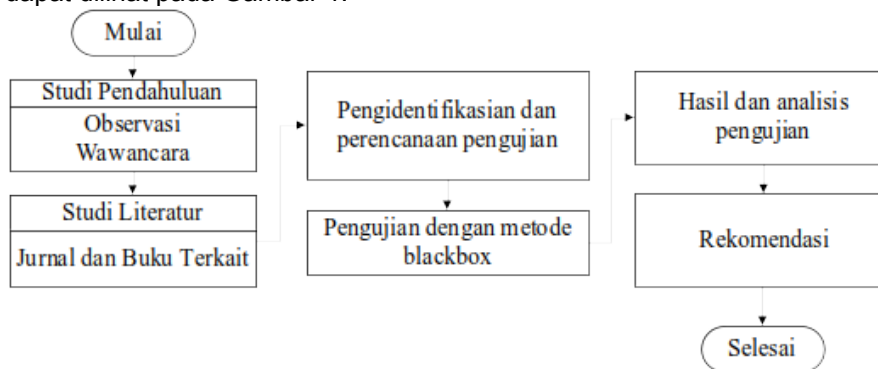 dapat dilihat pada Gambar 1.
Mulai
Studi Pendahuluan
Observasi
Wawancara
Studi Literatur
Jurnal dan Buku Terkait
Pengidentifikasian dan
perencanaan pengujian
Pengujian dengan metode
blackbox
Hasil dan analisis
pengujian
Rekomendasi
Selesai